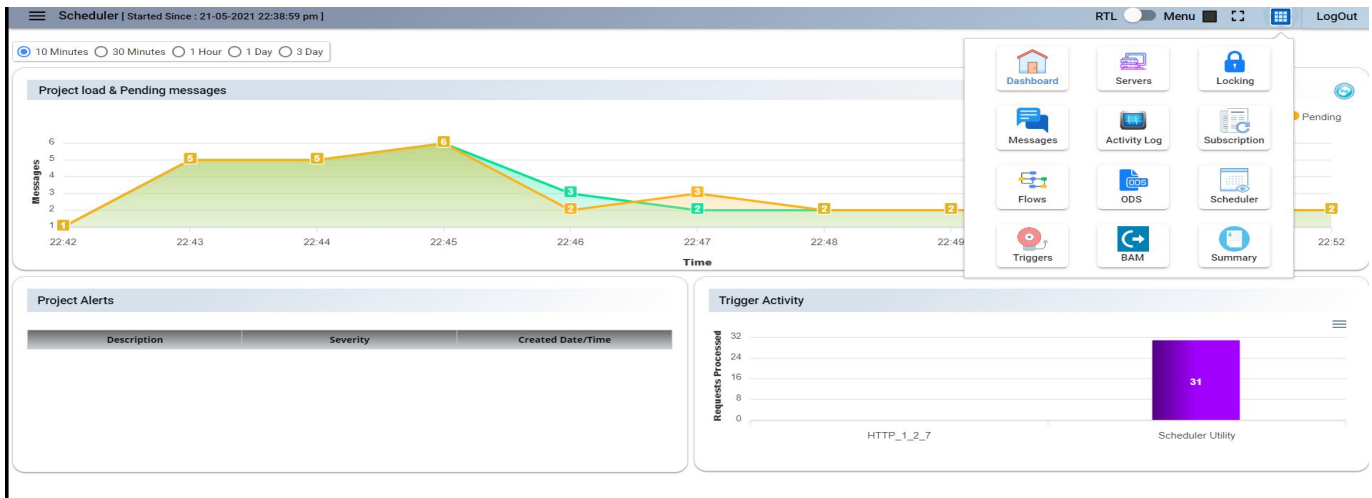 Scheduler [ Started Since : 21-05-2021 22:38:59 pm ]
RTL Menu LogOut
10 Minutes 30 Minutes 1 Hour 1 Day 3 Day
Project load & Pending messages
Pending
Messages
6
5
4
3
2
1
1 5 5 6 3 2 3 2 2 2 2
22:42 22:43 22:44 22:45 22:46 22:47 22:48 22:49 22:52
Time
Dashboard Servers Locking
Messages Activity Log Subscription
ODS
Flows ODS Scheduler
Triggers BAM Summary
Project Alerts
Description Severity Created Date/Time
Trigger Activity
Requests Processed
32
24
16
8
0
31
HTTP_1_2_7 Scheduler Utility